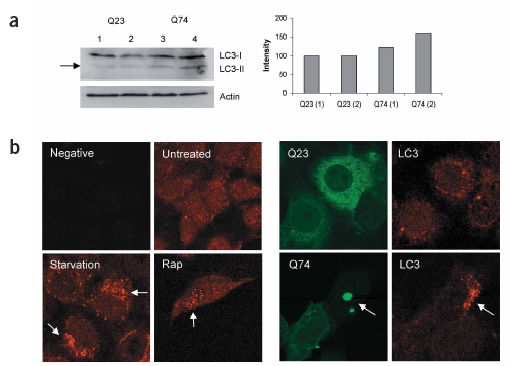 a
Q23 Q74
1 2 3 4
LC3-I
LC3-II
Actin
Intensity
200
150
100
50
0
Q23 (1) Q23 (2) Q74 (1) Q74 (2)
b
Negative Untreated Q23 LC3
Starvation Rap Q74 LC3